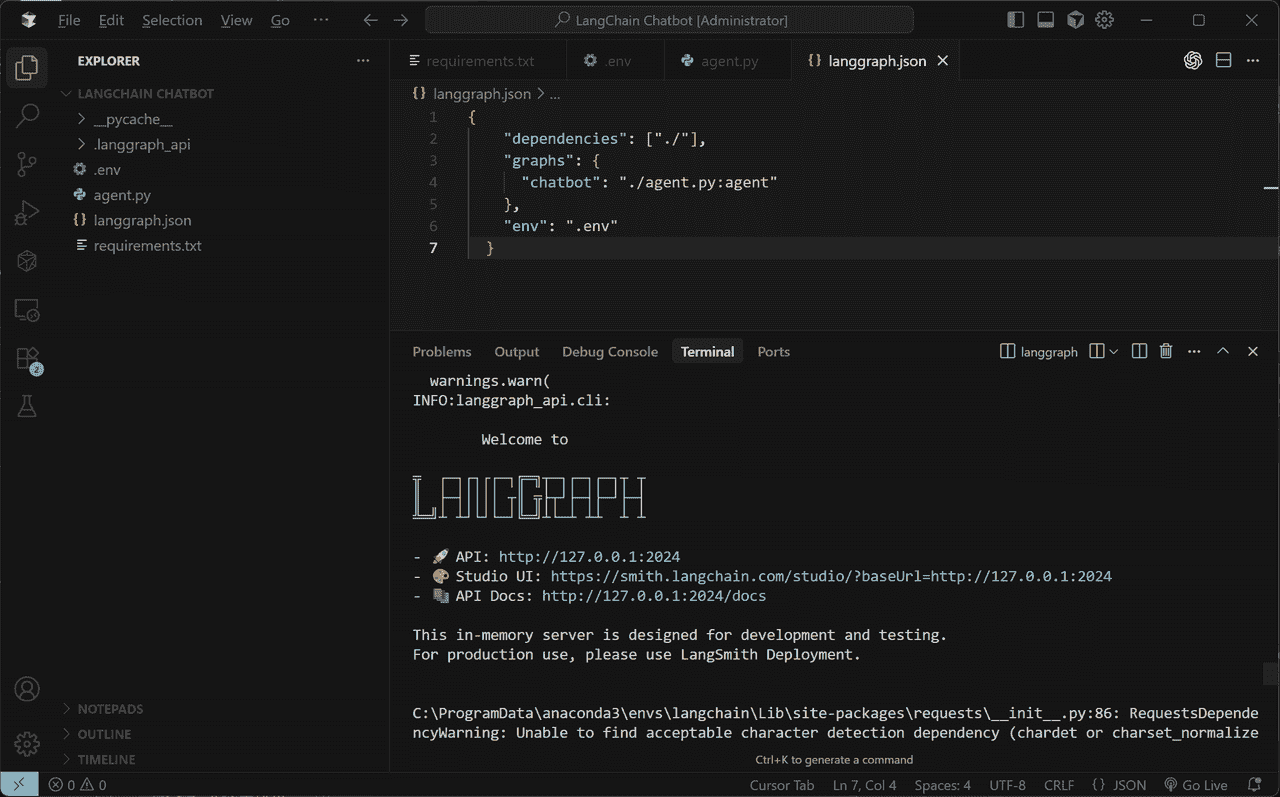 File Edit Selection View Go ··· LangChain Chatbot [Administrator]
EXPLORER ···
LANGCHAIN CHATBOT
__pycache__
.langgraph_api
.env
agent.py
langgraph.json
requirements.txt
NOTEPADS
OUTLINE
TIMELINE
requirements.txt .env agent.py {} langgraph.json
{} langgraph.json > ...
1 {
2 "dependencies": ["./"],
3 "graphs": {
4 "chatbot": "./agent.py:agent"
5 },
6 "env": ".env"
7 }
Problems Output Debug Console Terminal Ports langgraph
warnings.warn(
INFO:langgraph_api.cli:
Welcome to
LANGGRAPH
- 🚀 API: http://127.0.0.1:2024
- 🎨 Studio UI: https://smith.langchain.com/studio/?baseUrl=http://127.0.0.1:2024
- 📚 API Docs: http://127.0.0.1:2024/docs
This in-memory server is designed for development and testing.
For production use, please use LangSmith Deployment.
C:\ProgramData\anaconda3\envs\langchain\Lib\site-packages\requests\__init__.py:86: RequestsDepende
ncyWarning: Unable to find acceptable character detection dependency (chardet or charset_normalize
Ctrl+K to generate a command
0 0 Cursor Tab Ln 7, Col 4 Spaces: 4 UTF-8 CRLF {} JSON Go Live